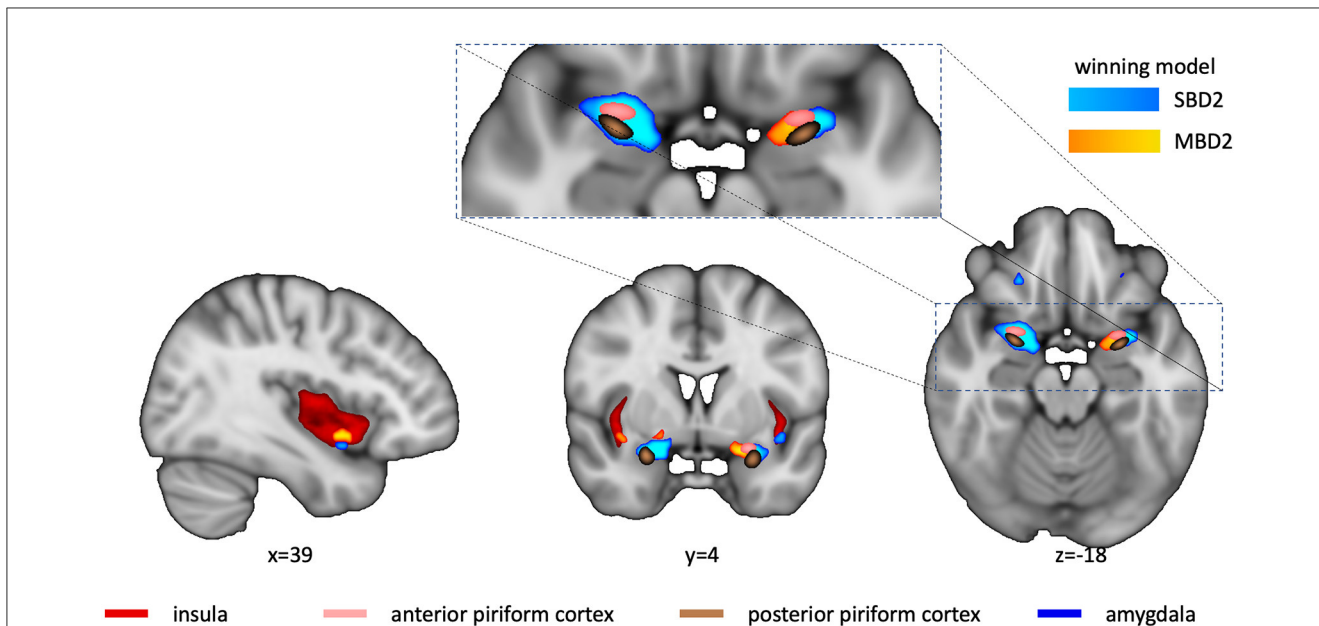 winning model
SBD2
MBD2
x=39
y=4
z=-18
insula
anterior piriform cortex
posterior piriform cortex
amygdala